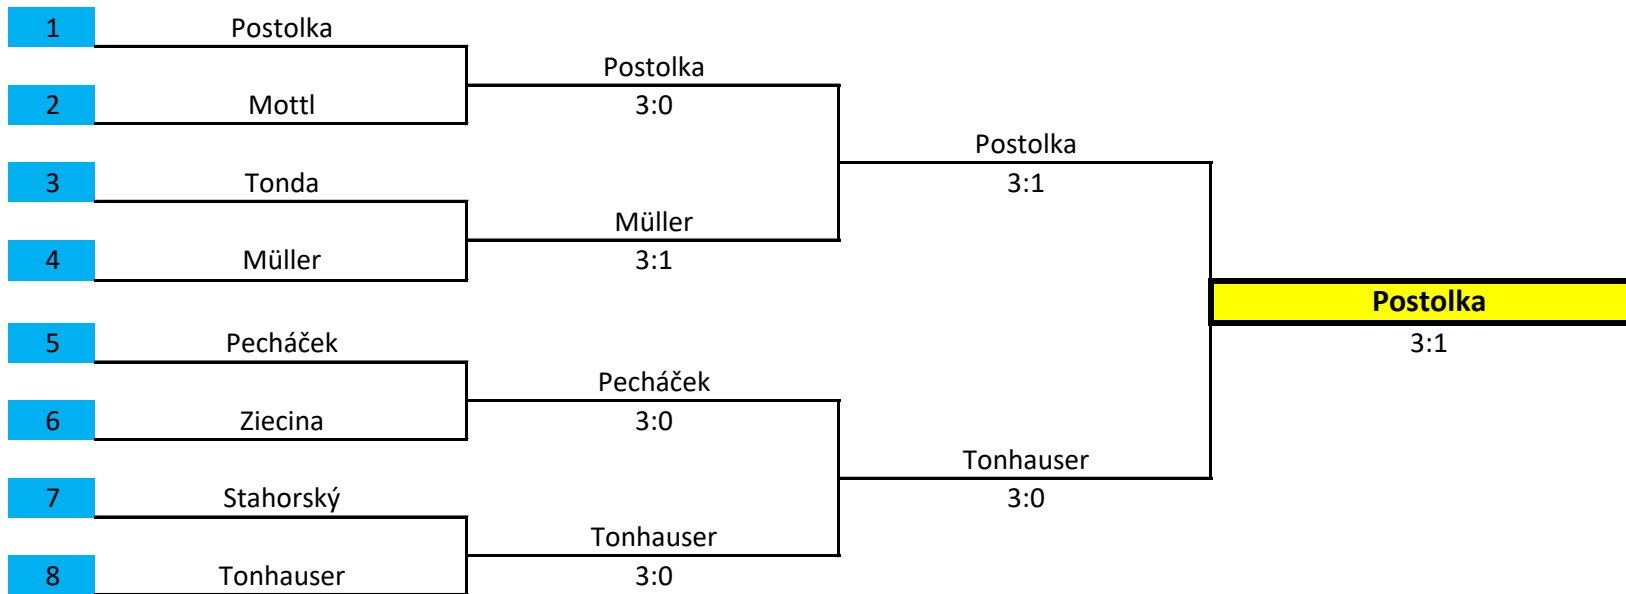 1 Postolka
Postolka
2 Mottl 3:0
Postolka
3 Tonda 3:1
Müller
4 Müller 3:1
Postolka
5 Pecháček 3:1
Pecháček
6 Ziecina 3:0
Tonhauser
7 Stahorský 3:0
Tonhauser
8 Tonhauser 3:0